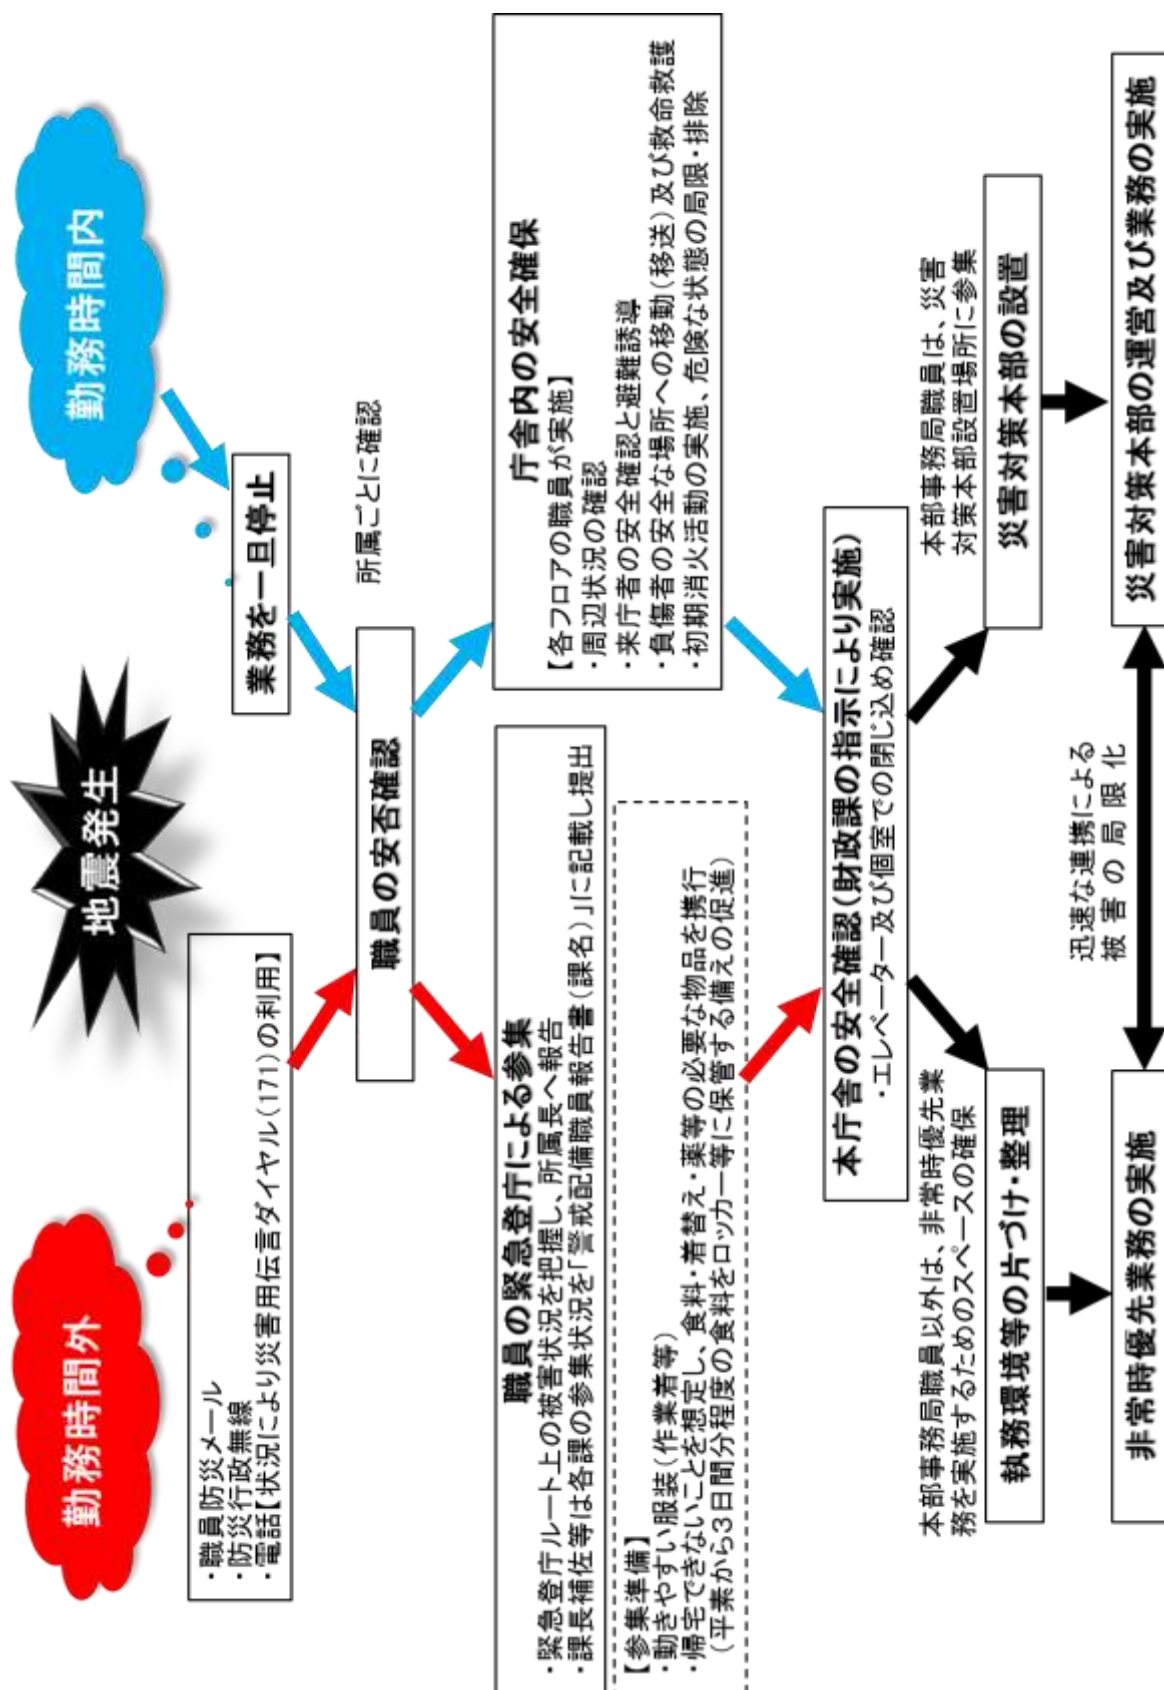 地震発生
勤務時間外
勤務時間内
・職員防災メール
・防災行政無線
・電話【状況により災害用伝言ダイヤル(171)の利用】
業務を一旦停止
職員の安否確認
所属ごとに確認
職員の緊急登庁による参集
・緊急登庁ルート上の被害状況を把握し、所属長へ報告
・課長補佐等は各課の参集状況を「警戒配備職員報告書(課名)」に記載し提出
【参集準備】
・動きやすい服装(作業着等)
・帰宅できないことを想定し、食料・着替え・薬等の必要な物品を携行
(平素から3日間分程度の食料をロッカー等に保管する備えの促進)
庁舎内の安全確保
【各フロアの職員が実施】
・周辺状況の確認
・来庁者の安全確認と避難誘導
・負傷者の安全な場所への移動(移送)及び救命救護
・初期消火活動の実施、危険な状態の局限・排除
本庁舎の安全確認(財政課の指示により実施)
・エレベーター及び個室での閉じ込め確認
本部事務局職員以外は、非常時優先業
務を実施するためのスペースの確保
本部事務局職員は、災害
対策本部設置場所に参集
執務環境等の片づけ・整理
災害対策本部の設置
迅速な連携による
被害の局限化
非常時優先業務の実施
災害対策本部の運営及び業務の実施